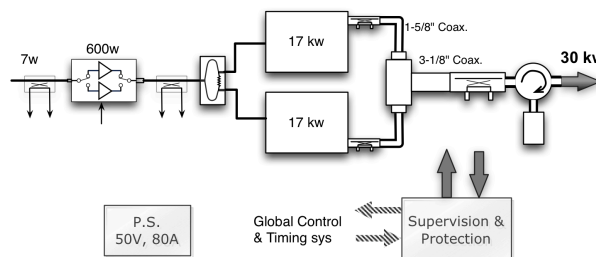 1-5/8" Coax.
7w
600w
17 kw
3-1/8" Coax.
30 kw
17 kw
P.S.
50V, 80A
Global Control
& Timing sys
Supervision &
Protection